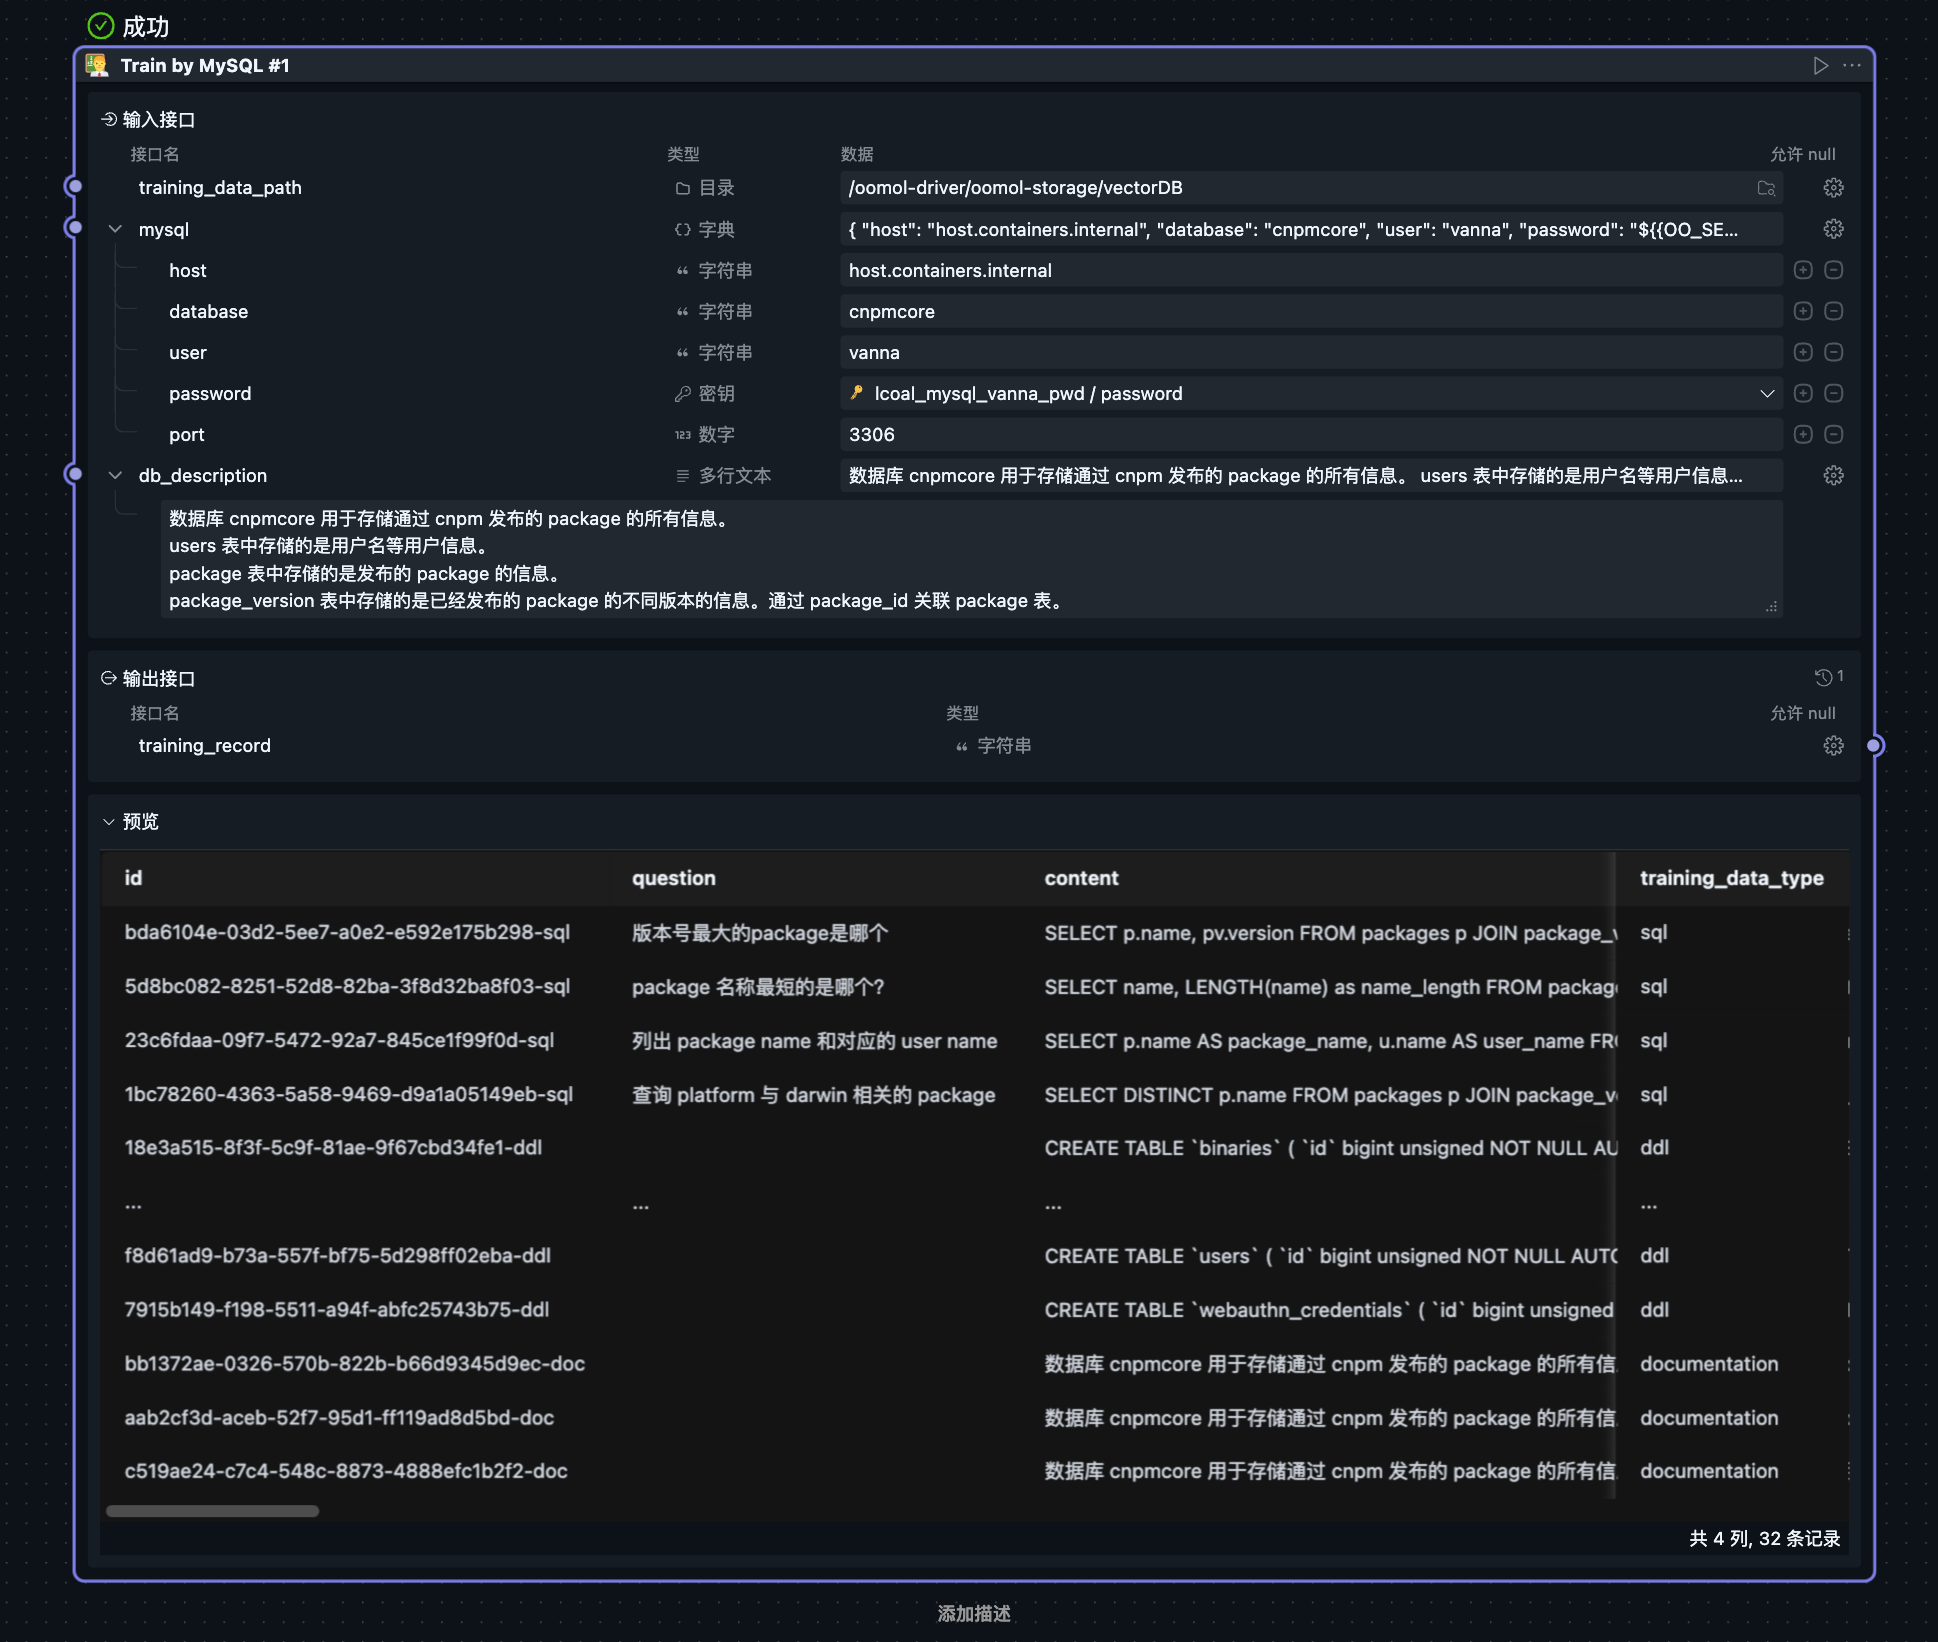 成功
Train by MySQL #1
输入接口
接口名 类型 数据 允许 null
training_data_path 目录 /oomol-driver/oomol-storage/vectorDB
mysql 字典 { "host": "host.containers.internal", "database": "cnpmcore", "user": "vanna", "password": "${{OO_SE...
host 字符串 host.containers.internal
database 字符串 cnpmcore
user 字符串 vanna
password 密钥 lcoal_mysql_vanna_pwd / password
port 123 数字 3306
db_description 多行文本 数据库 cnpmcore 用于存储通过 cnpm 发布的 package 的所有信息。 users 表中存储的是用户名等用户信息...
数据库 cnpmcore 用于存储通过 cnpm 发布的 package 的所有信息。
users 表中存储的是用户名等用户信息。
package 表中存储的是发布的 package 的信息。
package_version 表中存储的是已经发布的 package 的不同版本的信息。通过 package_id 关联 package 表。
输出接口 1
接口名 类型 允许 null
training_record 字符串
预览
id question content training_data_type
bda6104e-03d2-5ee7-a0e2-e592e175b298-sql 版本号最大的package是哪个 SELECT p.name, pv.version FROM packages p JOIN package_v sql
5d8bc082-8251-52d8-82ba-3f8d32ba8f03-sql package 名称最短的是哪个? SELECT name, LENGTH(name) as name_length FROM package sql
23c6fdaa-09f7-5472-92a7-845ce1f99f0d-sql 列出 package name 和对应的 user name SELECT p.name AS package_name, u.name AS user_name FRO sql
1bc78260-4363-5a58-9469-d9a1a05149eb-sql 查询 platform 与 darwin 相关的 package SELECT DISTINCT p.name FROM packages p JOIN package_ve sql
18e3a515-8f3f-5c9f-81ae-9f67cbd34fe1-ddl CREATE TABLE `binaries` ( `id` bigint unsigned NOT NULL AU ddl
... ... ... ...
f8d61ad9-b73a-557f-bf75-5d298ff02eba-ddl CREATE TABLE `users` ( `id` bigint unsigned NOT NULL AUTO ddl
7915b149-f198-5511-a94f-abfc25743b75-ddl CREATE TABLE `webauthn_credentials` ( `id` bigint unsigned ddl
bb1372ae-0326-570b-822b-b66d9345d9ec-doc 数据库 cnpmcore 用于存储通过 cnpm 发布的 package 的所有信 documentation
aab2cf3d-aceb-52f7-95d1-ff119ad8d5bd-doc 数据库 cnpmcore 用于存储通过 cnpm 发布的 package 的所有信 documentation
c519ae24-c7c4-548c-8873-4888efc1b2f2-doc 数据库 cnpmcore 用于存储通过 cnpm 发布的 package 的所有信 documentation
共 4 列, 32 条记录
添加描述